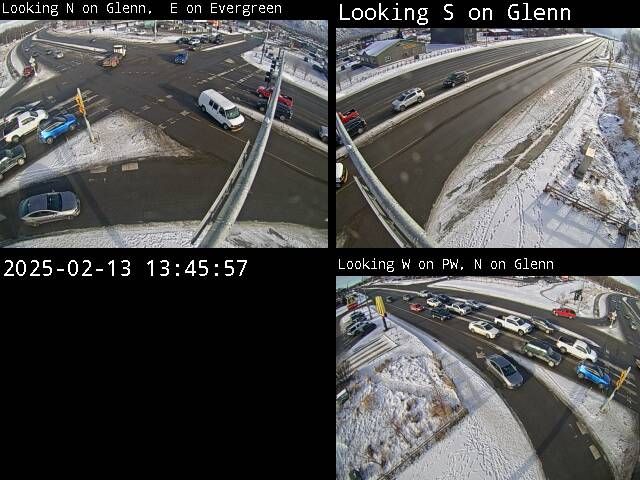 Looking N on Glenn,  E on Evergreen
Looking S on Glenn
2025-02-13 13:45:57
Looking W on PW, N on Glenn